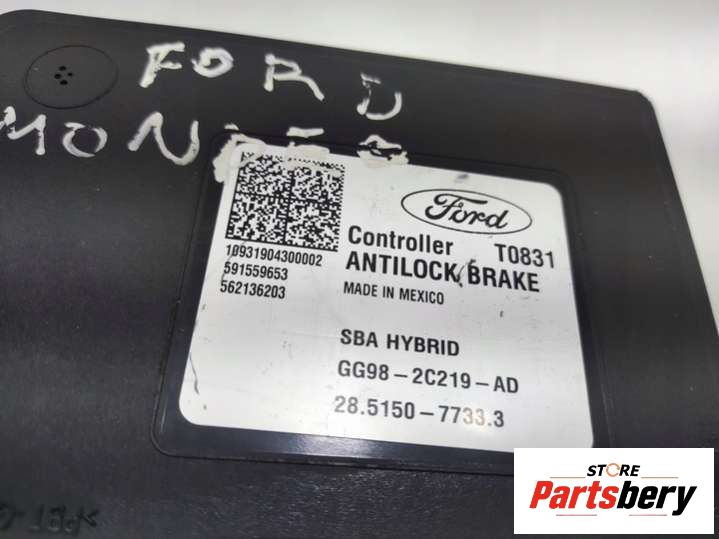 FORD
MONDEO
Ford
Controller T0831
ANTILOCK BRAKE
MADE IN MEXICO
10931904300002
591559653
562136203
SBA HYBRID
GG98 - 2C219 - AD
28.5150 - 7733.3
STORE
Partsbery